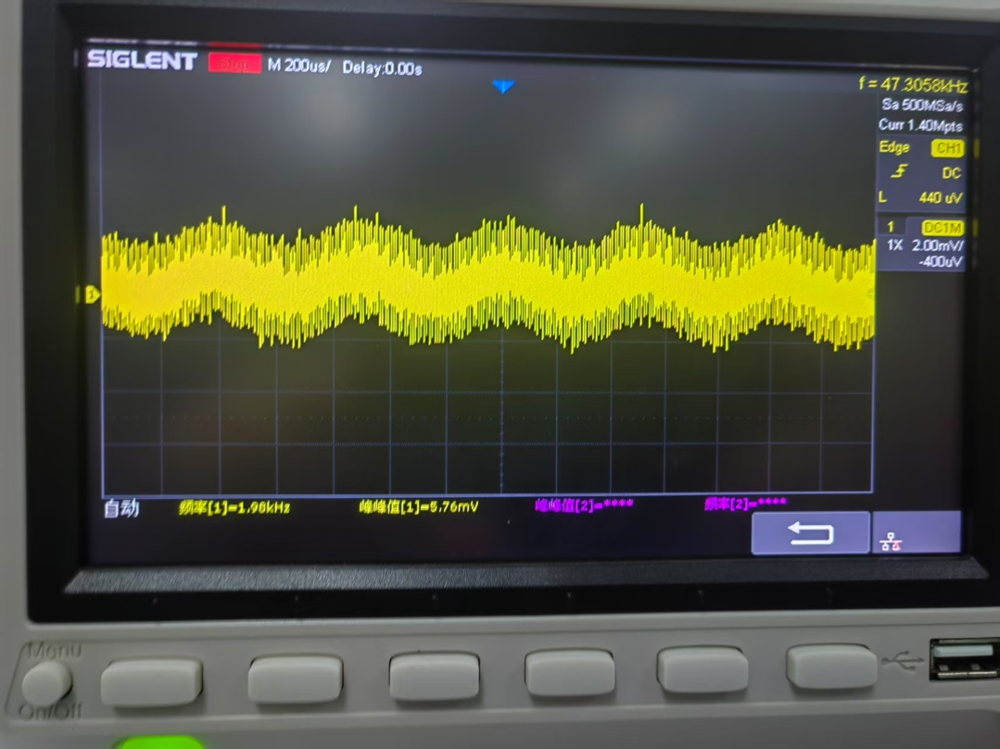 SIGLENT Stop M 200us/ Delay:0.00s
f = 47.3058kHz
Sa 500MSa/s
Curr 1.40Mpts
Edge CH1
DC
L 440 uV
1 DC1M
1X 2.00mV/
-400uV
1
自动 频率[1]=1.98kHz 峰峰值[1]=5.76mV 峰峰值[2]=**** 频率[2]=****
Menu
On/Off